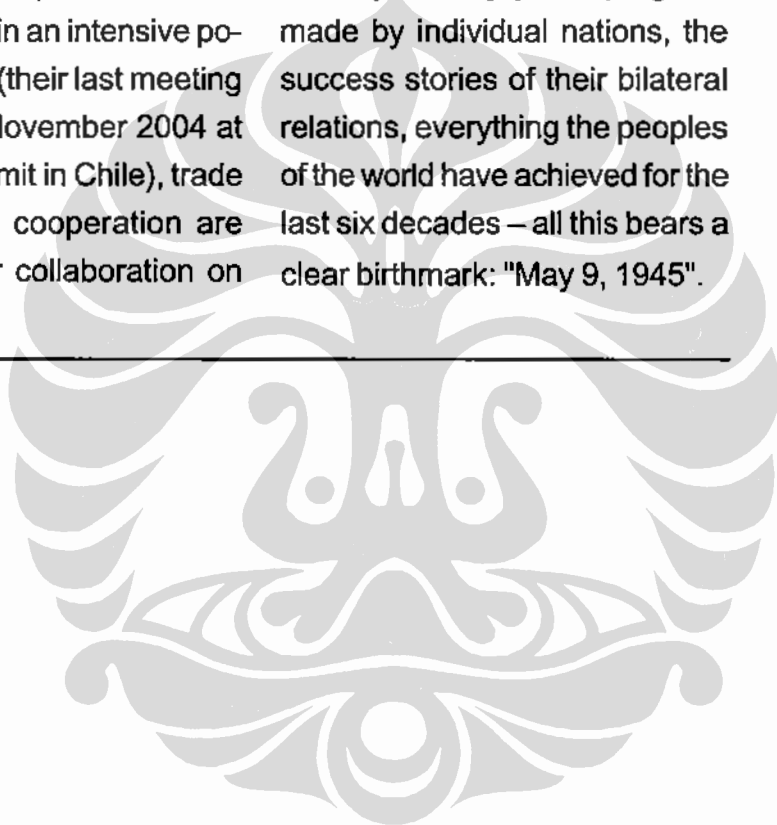 in an intensive po-
(their last meeting
November 2004 at
mit in Chile), trade
cooperation are
collaboration on
made by individual nations, the
success stories of their bilateral
relations, everything the peoples
of the world have achieved for the
last six decades – all this bears a
clear birthmark: "May 9, 1945".